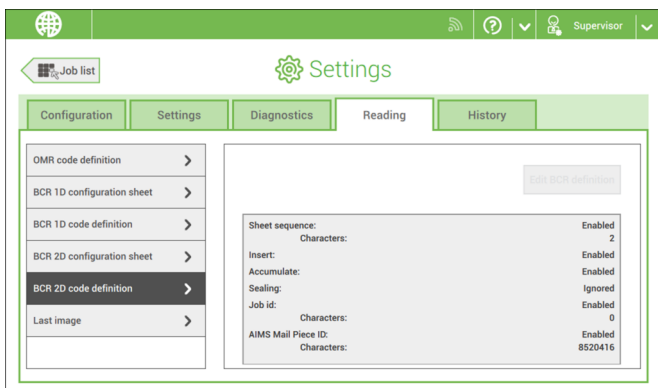 Supervisor
Job list
Settings
Configuration
Settings
Diagnostics
Reading
History
OMR code definition
BCR 1D configuration sheet
BCR 1D code definition
BCR 2D configuration sheet
BCR 2D code definition
Last image
Edit BCR definition
Sheet sequence: Enabled
Characters: 2
Insert: Enabled
Accumulate: Enabled
Sealing: Ignored
Job id: Enabled
Characters: 0
AIMS Mail Piece ID: Enabled
Characters: 8520416